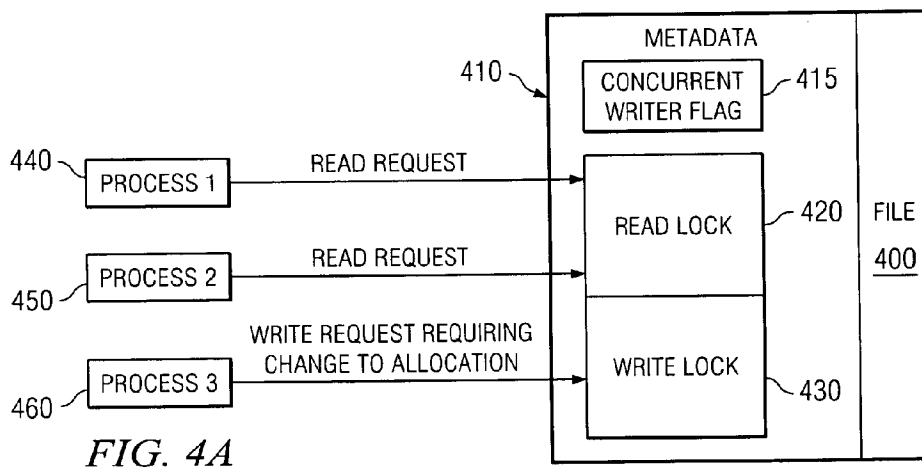 METADATA
410
CONCURRENT
WRITER FLAG
415
440
PROCESS 1
READ REQUEST
READ LOCK
420
FILE
400
450
PROCESS 2
READ REQUEST
WRITE REQUEST REQUIRING
CHANGE TO ALLOCATION
460
PROCESS 3
WRITE LOCK
430
FIG. 4A